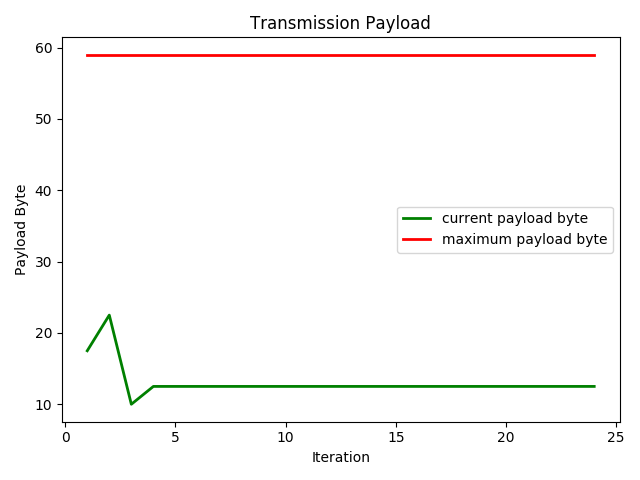 Transmission Payload
Payload Byte
60
50
40
30
20
10
current payload byte
maximum payload byte
0
5
10
15
20
25
Iteration